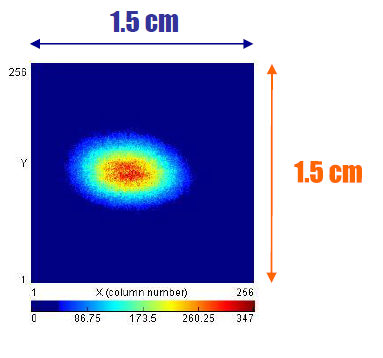 1.5 cm
256
Y
1.5 cm
1
1 X (column number) 256
0 86.75 173.5 260.25 347